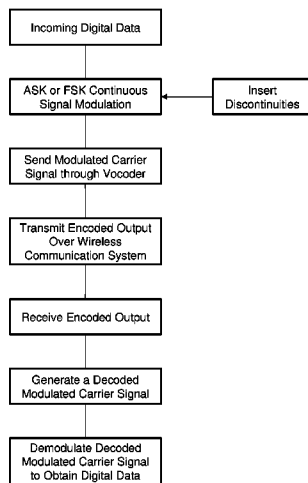 Incoming Digital Data
ASK or FSK Continuous
Signal Modulation
Insert
Discontinuities
Send Modulated Carrier
Signal through Vocoder
Transmit Encoded Output
Over Wireless
Communication System
Receive Encoded Output
Generate a Decoded
Modulated Carrier Signal
Demodulate Decoded
Modulated Carrier Signal
to Obtain Digital Data